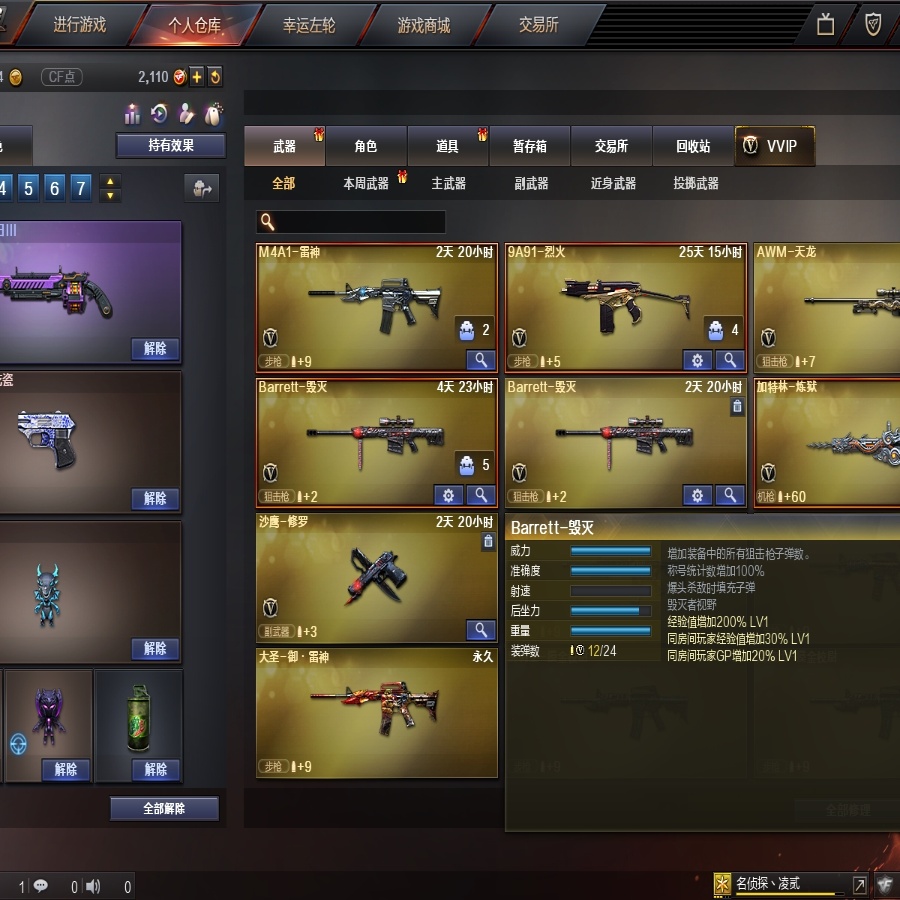 进行游戏 个人仓库 幸运左轮 游戏商城 交易所
4 CF点 2,110
持有效果
武器 角色 道具 暂存箱 交易所 回收站 VVIP
4 5 6 7
全部 本周武器 主武器 副武器 近身武器 投掷武器
III
M4A1-雷神 2天 20小时
2
步枪 +9
9A91-烈火 25天 15小时
4
步枪 +5
AWM-天龙
狙击枪 +7
解除
瓷
Barrett-毁灭 4天 23小时
5
狙击枪 +2
Barrett-毁灭 2天 20小时
狙击枪 +2
加特林-炼狱
机枪 +60
解除
沙鹰-修罗 2天 20小时
副武器 +3
解除
大圣-御·雷神 永久
步枪 +9
Barrett-毁灭
威力
准确度
射速
后坐力
重量
装弹数 12/24
增加装备中的所有狙击枪子弹数。
称号统计数增加100%
爆头杀敌时填充子弹
毁灭者视野
经验值增加200% LV1
同房间玩家经验值增加30% LV1
同房间玩家GP增加20% LV1
解除 解除
全部解除
1 0 0
名侦探丶凌贰